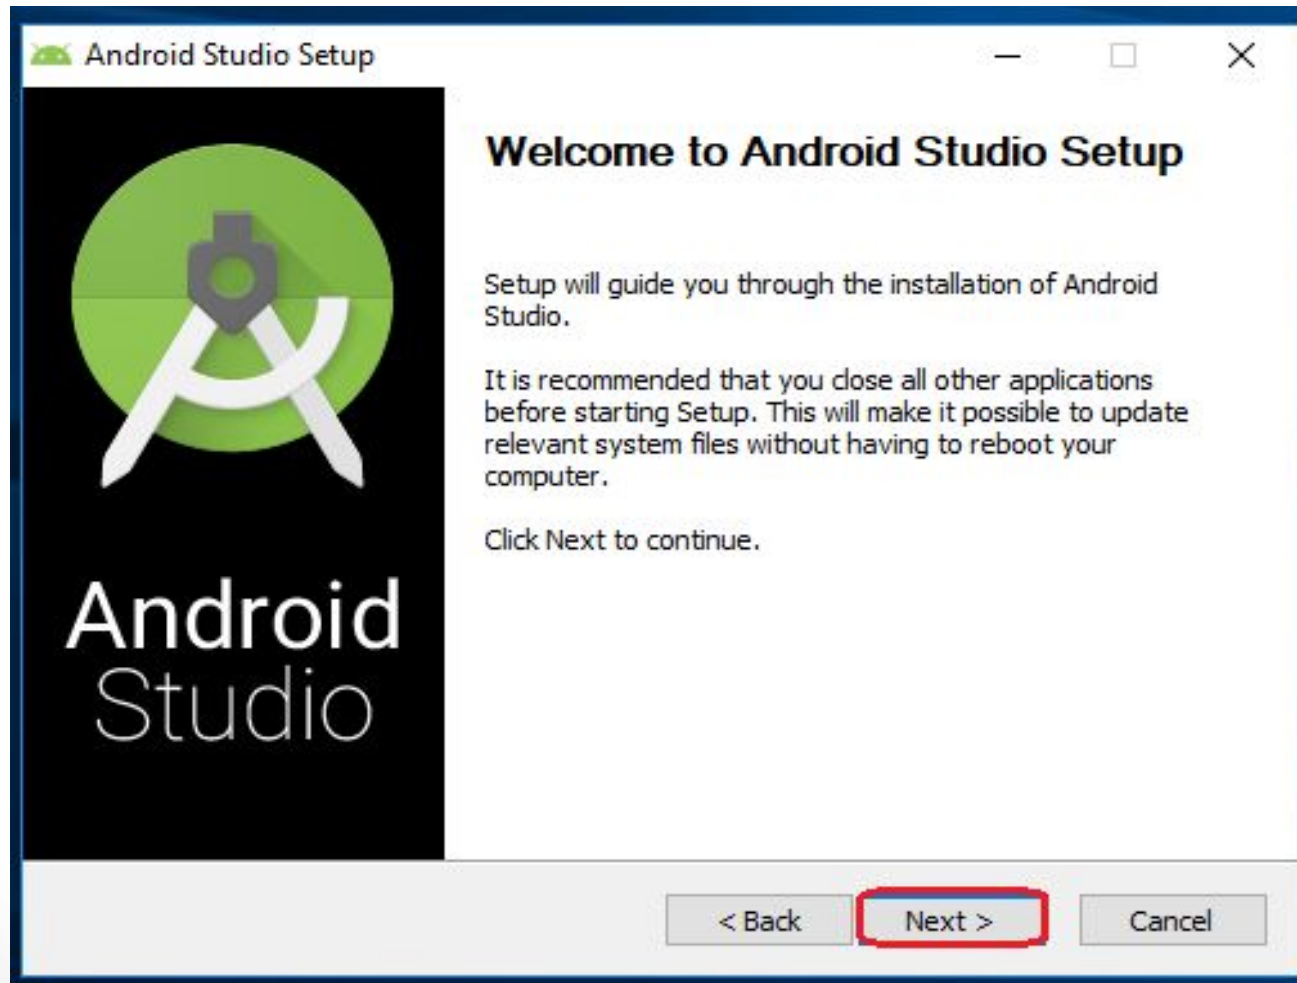 Android Studio Setup
Android
Studio
Welcome to Android Studio Setup
Setup will guide you through the installation of Android
Studio.
It is recommended that you close all other applications
before starting Setup. This will make it possible to update
relevant system files without having to reboot your
computer.
Click Next to continue.
< Back
Next >
Cancel